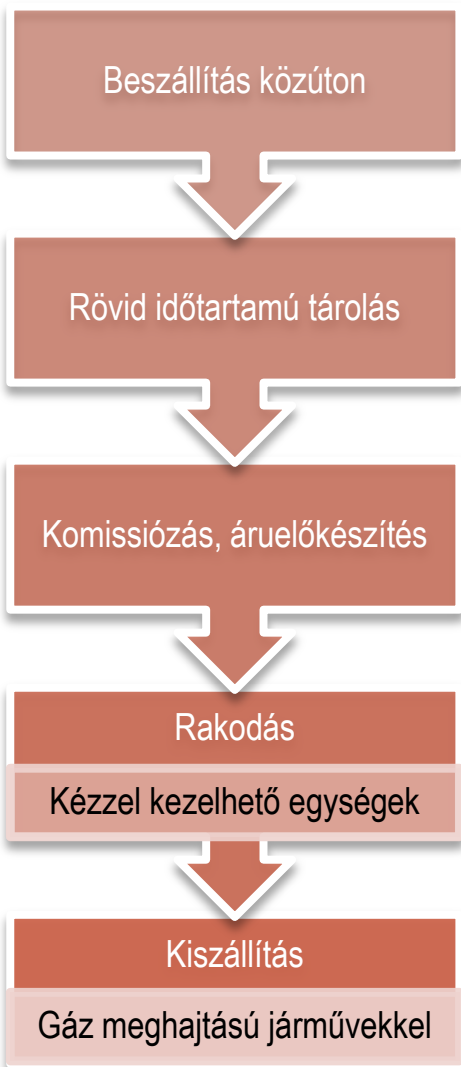 Beszállítás közúton
Rövid időtartamú tárolás
Komissiózás, áruelőkészítés
Rakodás
Kézzel kezelhető egységek
Kiszállítás
Gáz meghajtású járművekkel